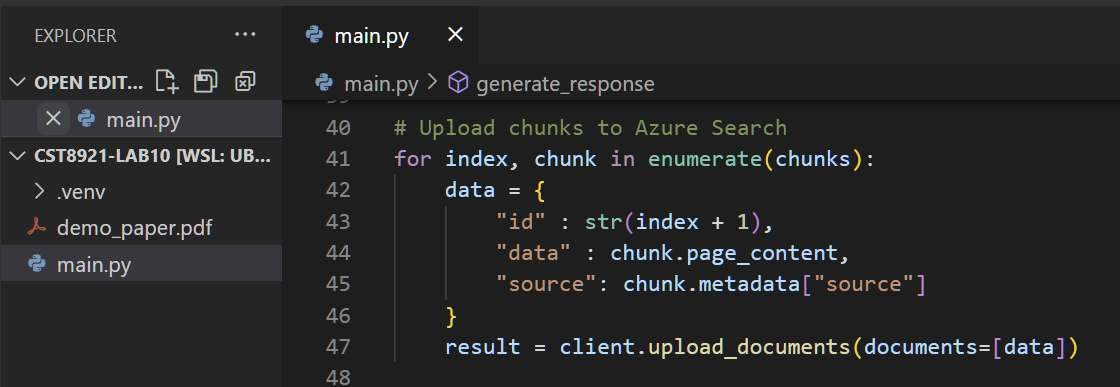 EXPLORER
OPEN EDIT...
main.py
CST8921-LAB10 [WSL: UB...
.venv
demo_paper.pdf
main.py
main.py
main.py > generate_response
40 # Upload chunks to Azure Search
41 for index, chunk in enumerate(chunks):
42 data = {
43 "id" : str(index + 1),
44 "data" : chunk.page_content,
45 "source": chunk.metadata["source"]
46 }
47 result = client.upload_documents(documents=[data])
48